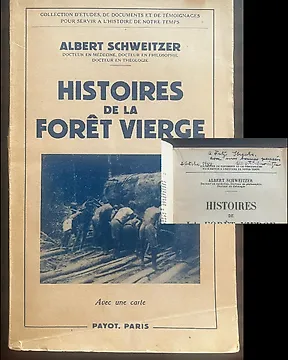 COLLECTION D'ÉTUDES, DE DOCUMENTS ET DE TÉMOIGNAGES
POUR SERVIR A L'HISTOIRE DE NOTRE TEMPS
ALBERT SCHWEITZER
DOCTEUR EN MÉDECINE, DOCTEUR EN PHILOSOPHIE,
DOCTEUR EN THÉOLOGIE
HISTOIRES
DE LA
FORÊT VIERGE
Avec une carte
PAYOT, PARIS
ALBERT SCHWEITZER
HISTOIRES
DE